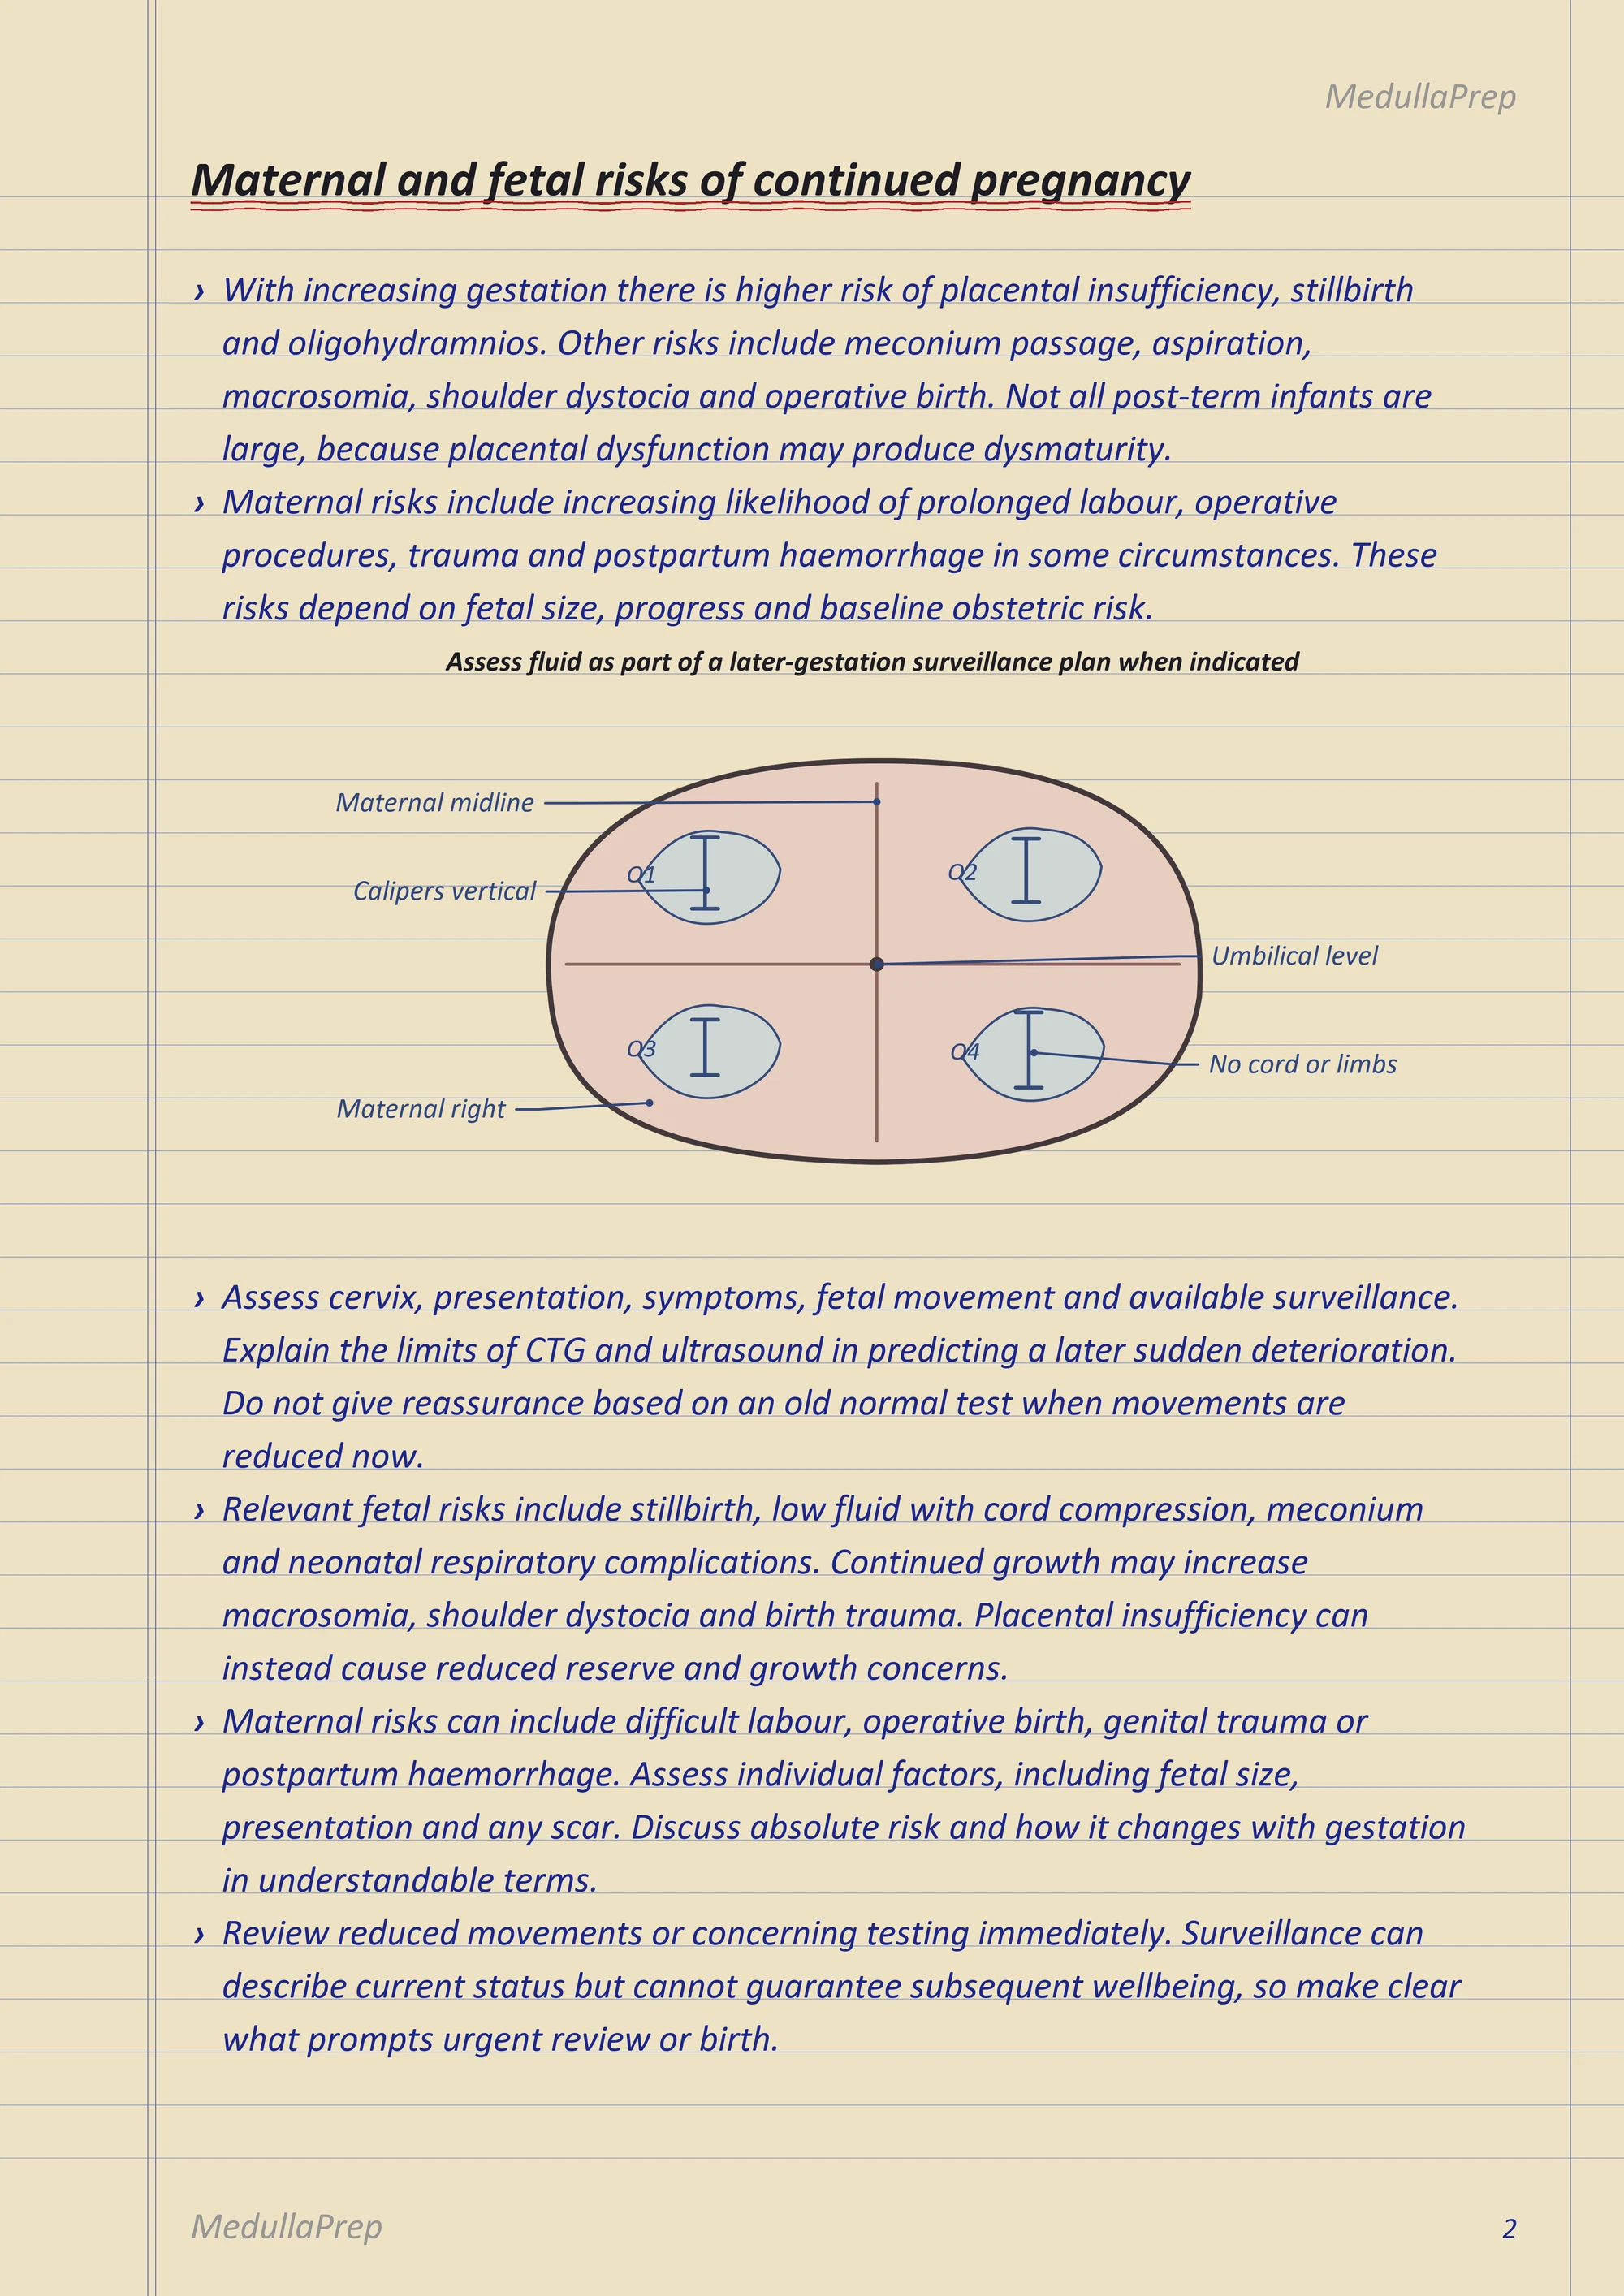 MedullaPrep
Maternal and fetal risks of continued pregnancy
› With increasing gestation there is higher risk of placental insufficiency, stillbirth
and oligohydramnios. Other risks include meconium passage, aspiration,
macrosomia, shoulder dystocia and operative birth. Not all post-term infants are
large, because placental dysfunction may produce dysmaturity.
› Maternal risks include increasing likelihood of prolonged labour, operative
procedures, trauma and postpartum haemorrhage in some circumstances. These
risks depend on fetal size, progress and baseline obstetric risk.
Assess fluid as part of a later-gestation surveillance plan when indicated
Maternal midline
Q1
Q2
Calipers vertical
Umbilical level
Q3
Q4
No cord or limbs
Maternal right
› Assess cervix, presentation, symptoms, fetal movement and available surveillance.
Explain the limits of CTG and ultrasound in predicting a later sudden deterioration.
Do not give reassurance based on an old normal test when movements are
reduced now.
› Relevant fetal risks include stillbirth, low fluid with cord compression, meconium
and neonatal respiratory complications. Continued growth may increase
macrosomia, shoulder dystocia and birth trauma. Placental insufficiency can
instead cause reduced reserve and growth concerns.
› Maternal risks can include difficult labour, operative birth, genital trauma or
postpartum haemorrhage. Assess individual factors, including fetal size,
presentation and any scar. Discuss absolute risk and how it changes with gestation
in understandable terms.
› Review reduced movements or concerning testing immediately. Surveillance can
describe current status but cannot guarantee subsequent wellbeing, so make clear
what prompts urgent review or birth.
MedullaPrep
2